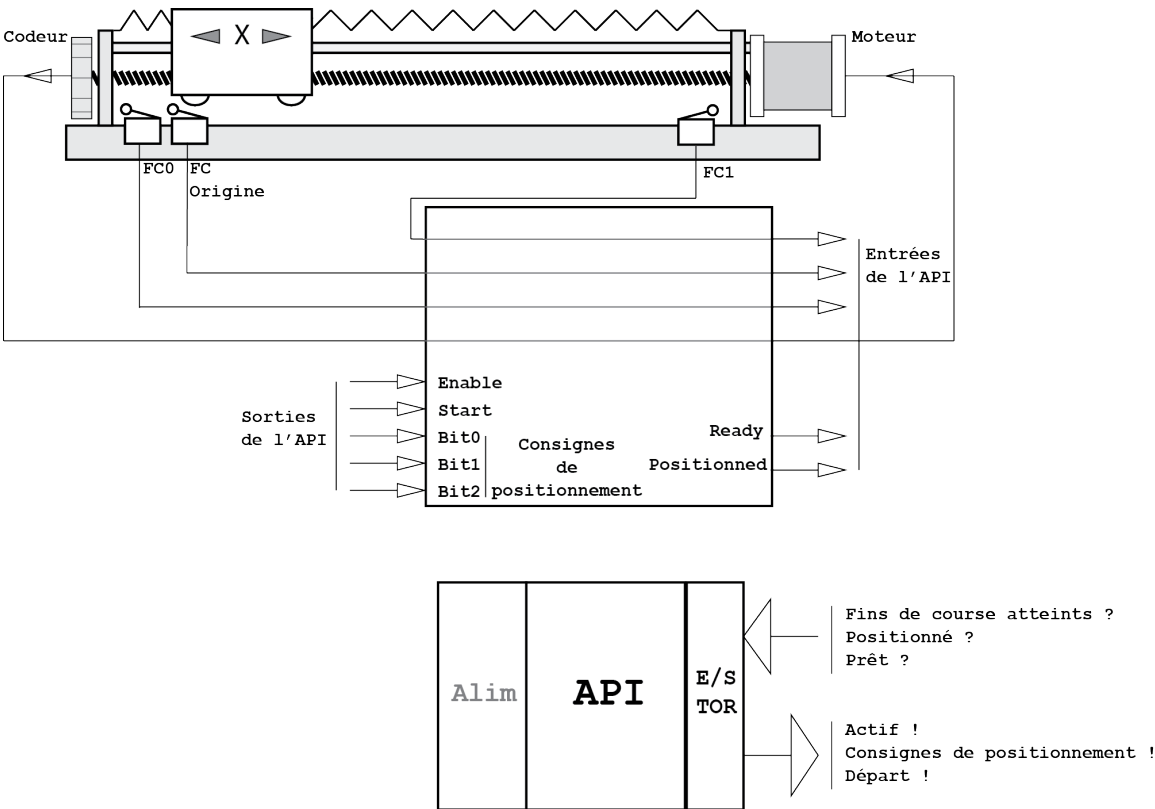 Codeur
X
Moteur
FC0
FC
Origine
FC1
Entrées
de l'API
Enable
Start
Bit0
Bit1
Bit2
Sorties
de l'API
Consignes
de
positionnement
Ready
Positionned
Alim
API
E/S
TOR
Fins de course atteints ?
Positionné ?
Prêt ?
Actif !
Consignes de positionnement !
Départ !